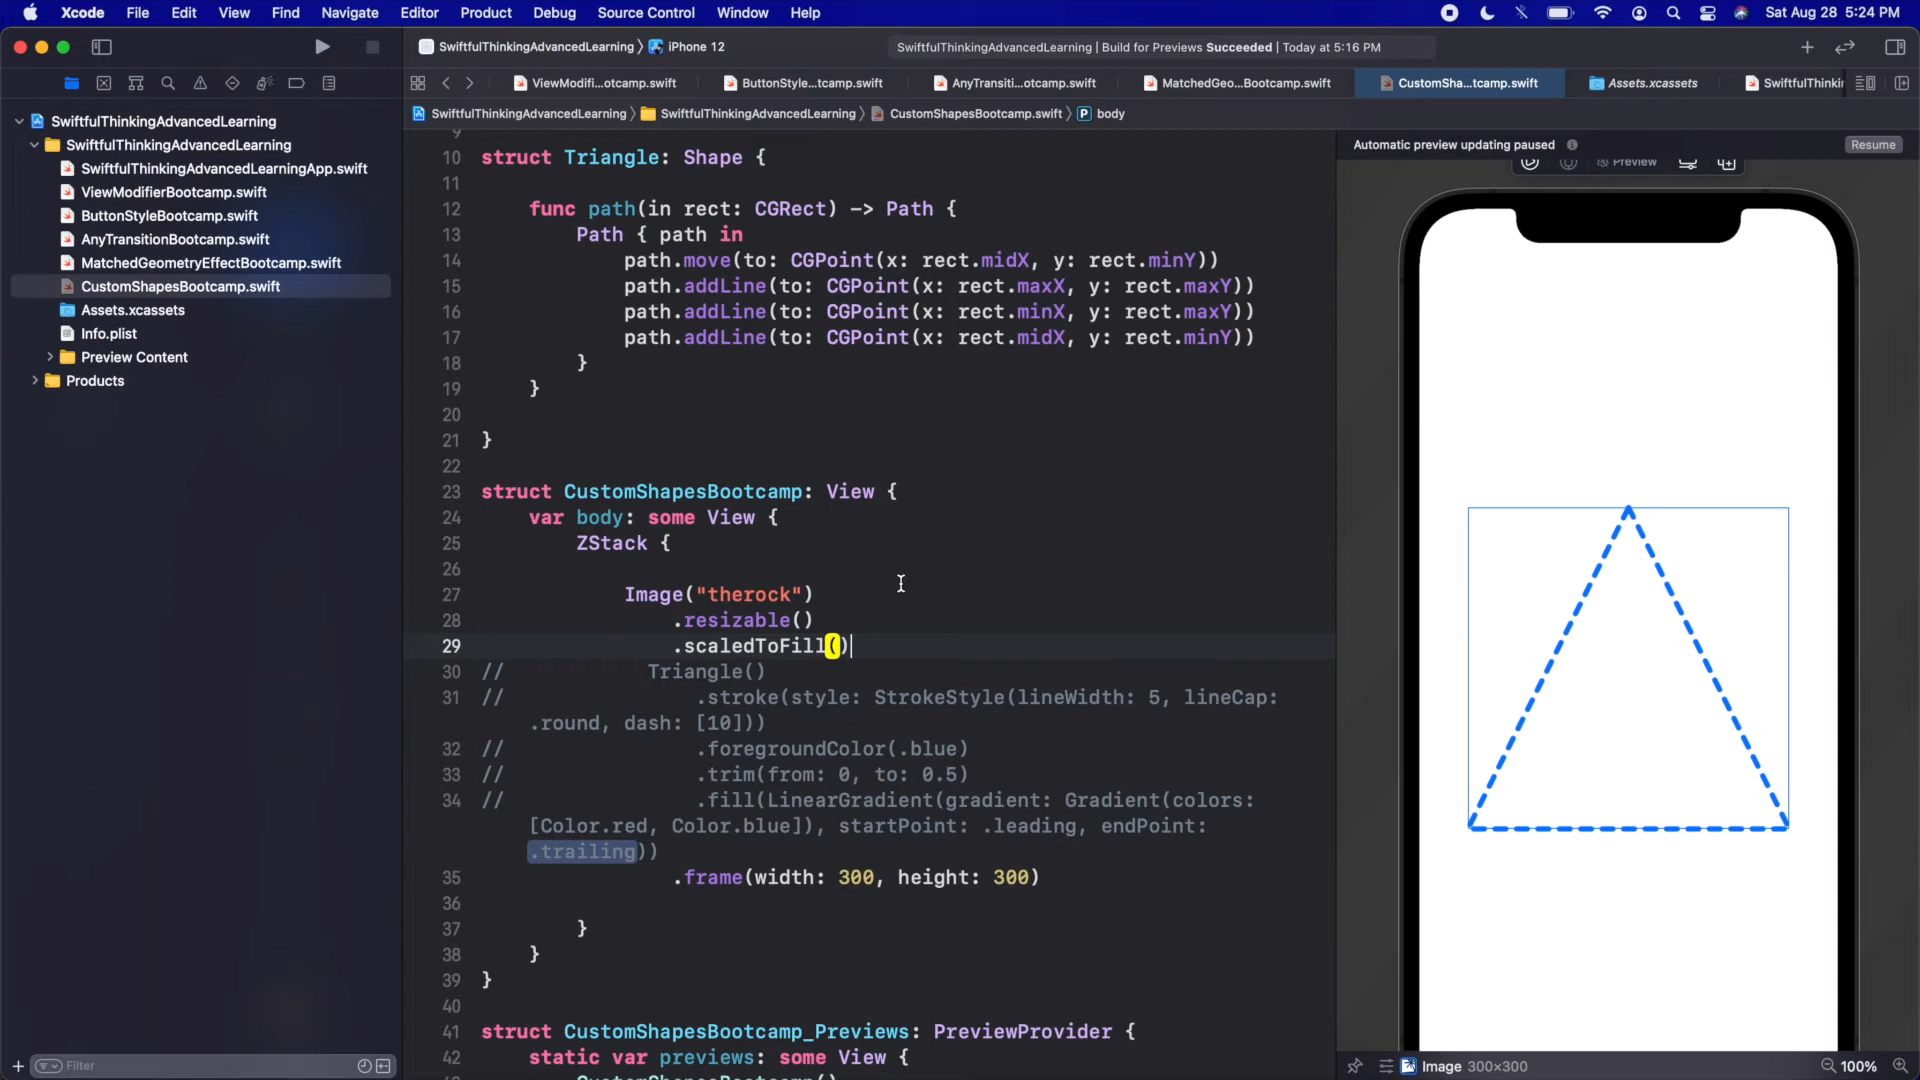 Xcode File Edit View Find Navigate Editor Product Debug Source Control Window Help Sat Aug 28 5:24 PM
SwiftfulThinkingAdvancedLearning iPhone 12
SwiftfulThinkingAdvancedLearning | Build for Previews Succeeded | Today at 5:16 PM
ViewModifi...otcamp.swift ButtonStyle...tcamp.swift AnyTransiti...otcamp.swift MatchedGeo...Bootcamp.swift CustomSha...tcamp.swift Assets.xcassets SwiftfulThinkin
SwiftfulThinkingAdvancedLearning SwiftfulThinkingAdvancedLearning CustomShapesBootcamp.swift P body
SwiftfulThinkingAdvancedLearning
SwiftfulThinkingAdvancedLearning
SwiftfulThinkingAdvancedLearningApp.swift
ViewModifierBootcamp.swift
ButtonStyleBootcamp.swift
AnyTransitionBootcamp.swift
MatchedGeometryEffectBootcamp.swift
CustomShapesBootcamp.swift
Assets.xcassets
Info.plist
Preview Content
Products
Filter
9
10 struct Triangle: Shape {
11
12 func path(in rect: CGRect) -> Path {
13 Path { path in
14 path.move(to: CGPoint(x: rect.midX, y: rect.minY))
15 path.addLine(to: CGPoint(x: rect.maxX, y: rect.maxY))
16 path.addLine(to: CGPoint(x: rect.minX, y: rect.maxY))
17 path.addLine(to: CGPoint(x: rect.midX, y: rect.minY))
18 }
19 }
20
21 }
22
23 struct CustomShapesBootcamp: View {
24 var body: some View {
25 ZStack {
26
27 Image("therock")
28 .resizable()
29 .scaledToFill()
30 // Triangle()
31 // .stroke(style: StrokeStyle(lineWidth: 5, lineCap:
.round, dash: [10]))
32 // .foregroundColor(.blue)
33 // .trim(from: 0, to: 0.5)
34 // .fill(LinearGradient(gradient: Gradient(colors:
[Color.red, Color.blue]), startPoint: .leading, endPoint:
.trailing))
35 .frame(width: 300, height: 300)
36
37 }
38 }
39 }
40
41 struct CustomShapesBootcamp_Previews: PreviewProvider {
42 static var previews: some View {
CustomShapesBootcamp()
Automatic preview updating paused Resume
Preview
Image 300×300 100%